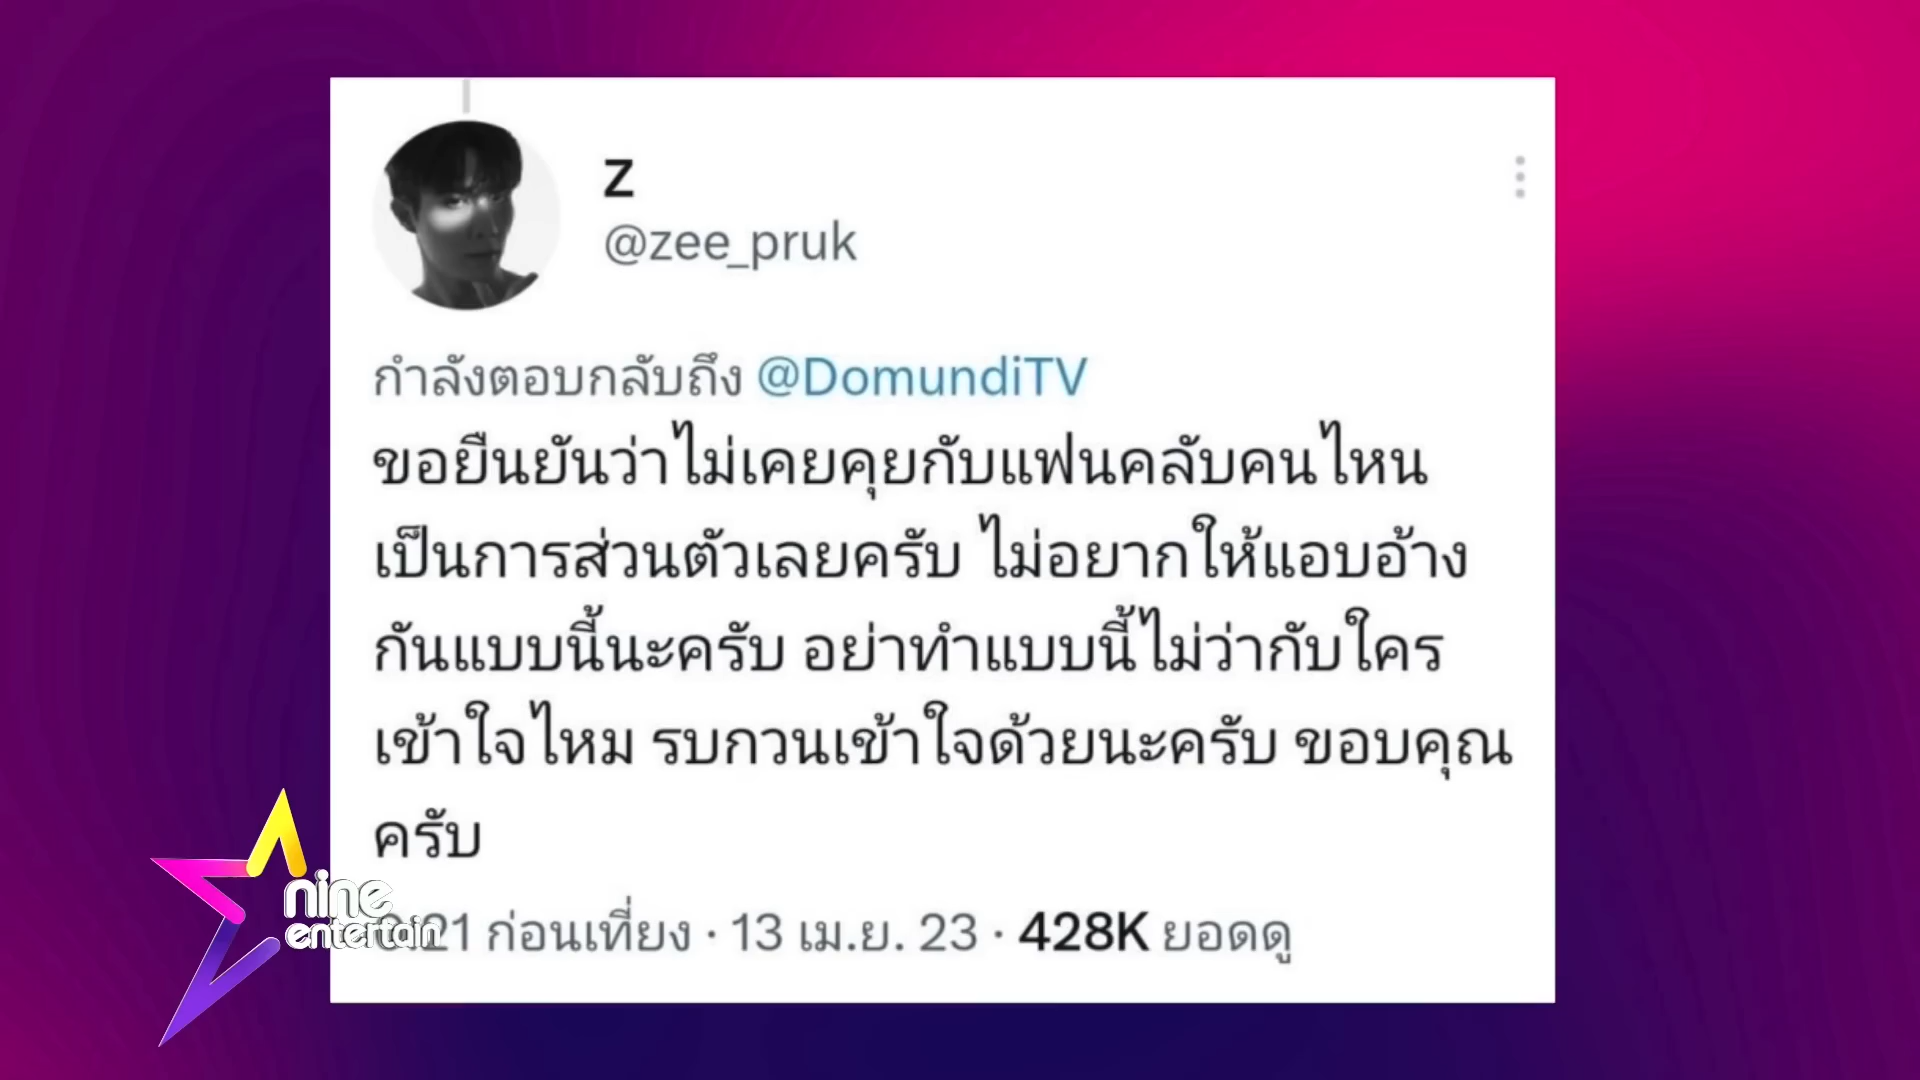 Z
@zee_pruk
กำลังตอบกลับถึง @DomundiTV
ขอยืนยันว่าไม่เคยคุยกับแฟนคลับคนไหน
เป็นการส่วนตัวเลยครับ ไม่อยากให้แอบอ้าง
กันแบบนี้นะครับ อย่าทำแบบนี้ไม่ว่ากับใคร
เข้าใจไหม รบกวนเข้าใจด้วยนะครับ ขอบคุณ
ครับ
ก่อนเที่ยง · 13 เม.ย. 23 · 428K ยอดดู
nine
entertain